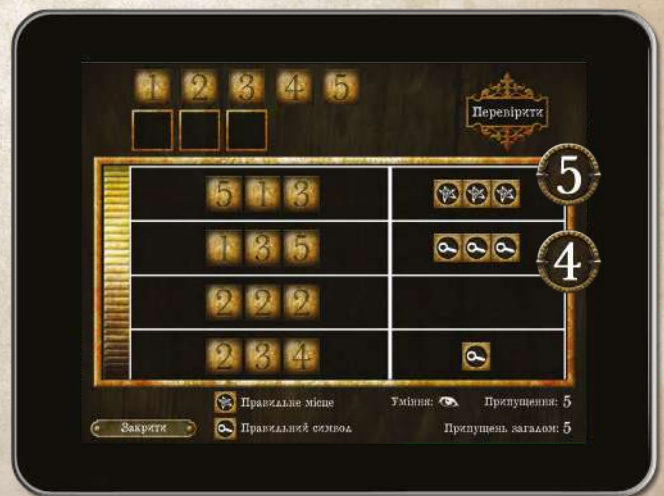 1 2 3 4 5
Перевірити
5 1 3
5
1 3 5
4
2 2 2
2 3 4
Правильне місце
Уміння: Припущення: 5
Закрити
Правильний символ
Припущень загалом: 5